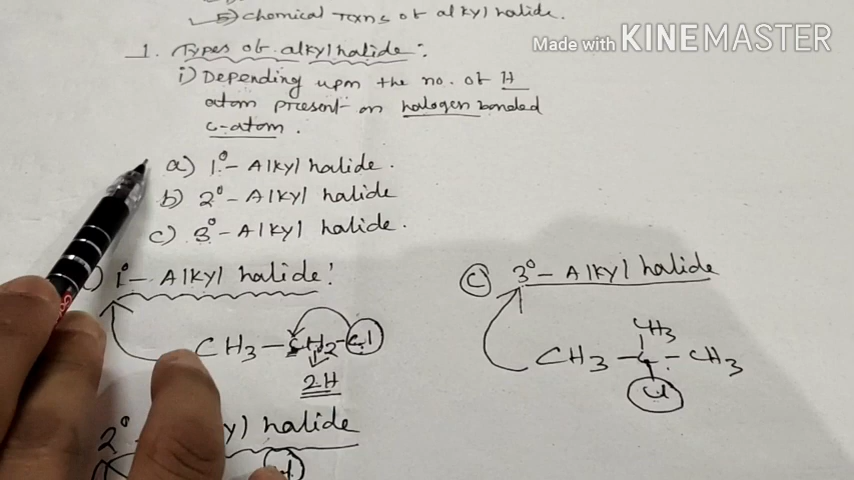 5) chemical rxns of alkyl halide.
Made with KINEMASTER
1. Types of alkyl halide:
i) Depending upon the no. of H
atom present on halogen bonded
C-atom.
a) 1°- Alkyl halide.
b) 2°- Alkyl halide
c) 3°- Alkyl halide.
1°- Alkyl halide:
CH3 - CH2 - Cl
2H
2°
yl halide
C 3°- Alkyl halide
CH3
CH3 - C - CH3
Cl